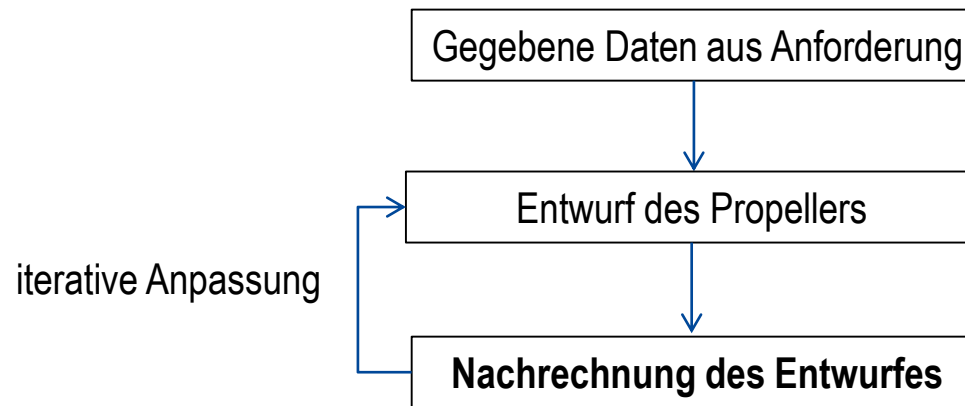 Gegebene Daten aus Anforderung
Entwurf des Propellers
iterative Anpassung
Nachrechnung des Entwurfes